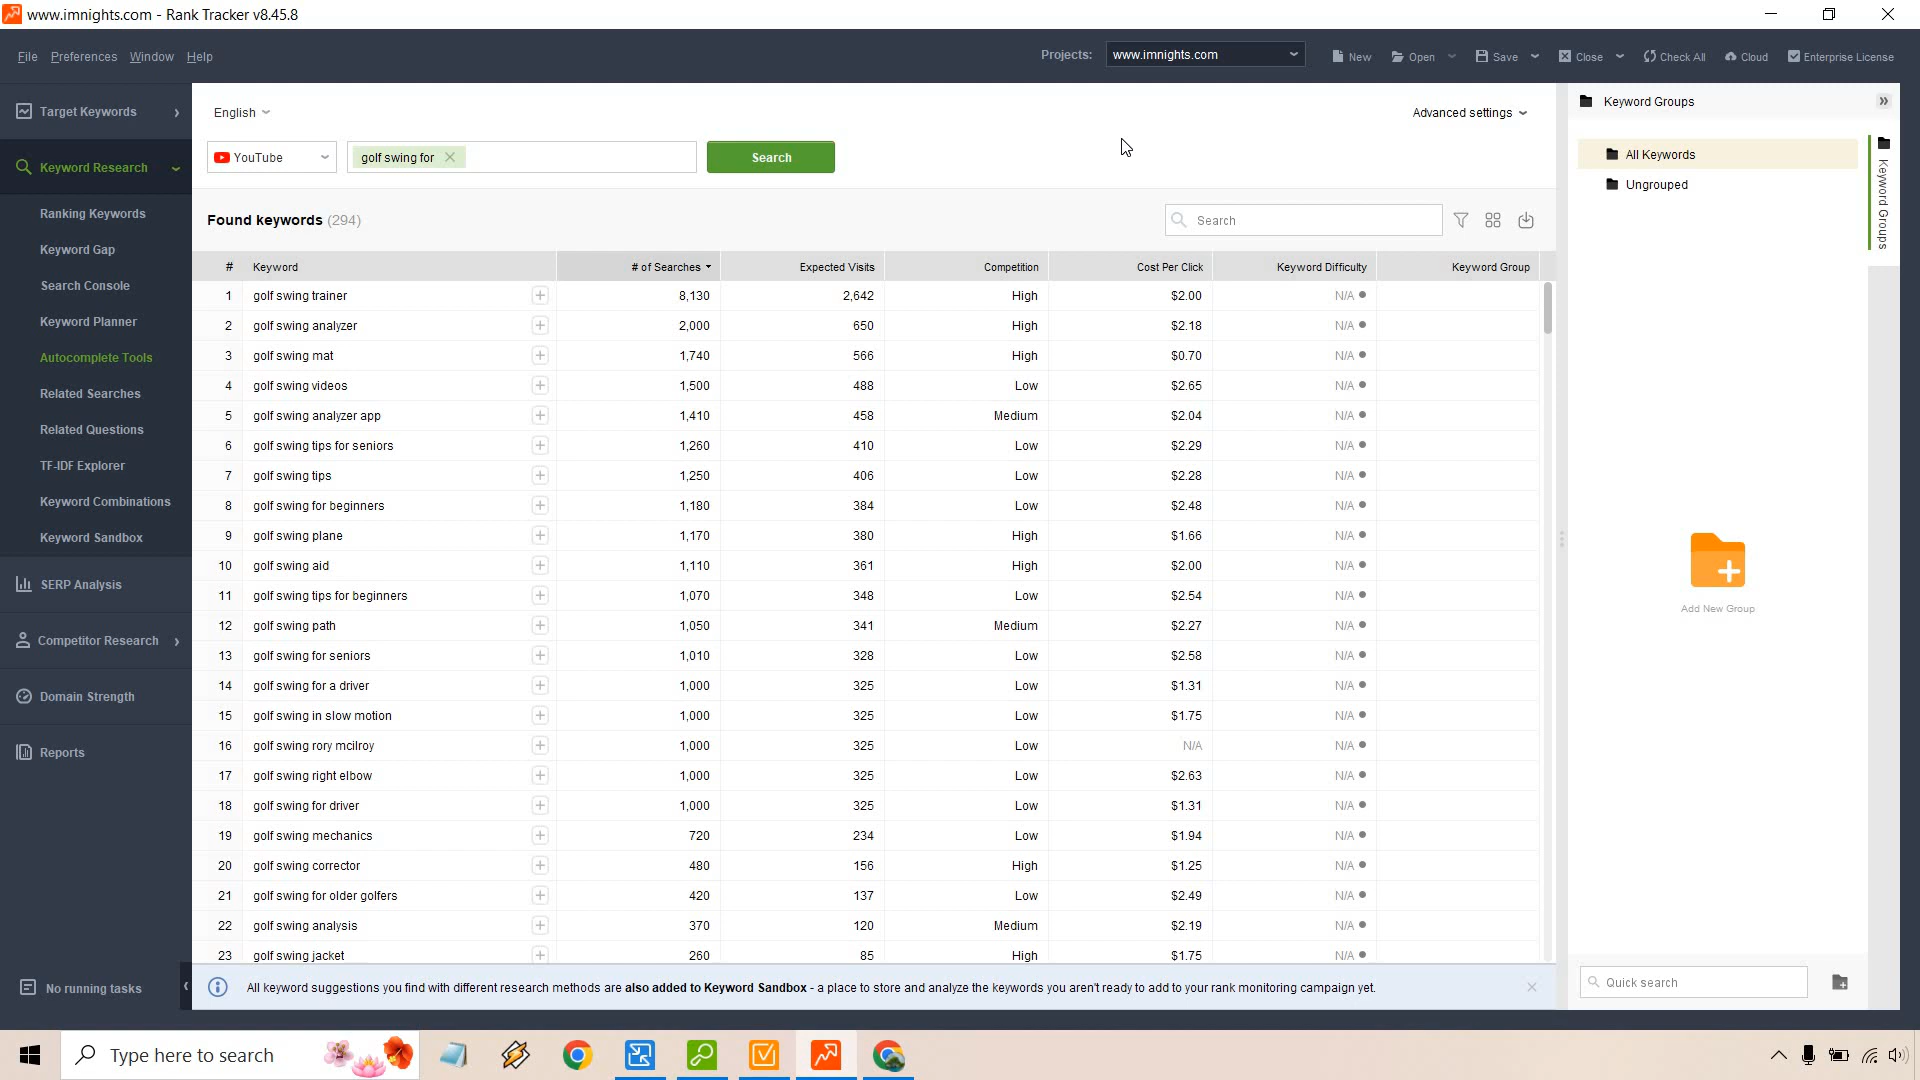 www.imnights.com - Rank Tracker v8.45.8
File Preferences Window Help
Projects: www.imnights.com New Open Save Close Check All Cloud Enterprise License
Target Keywords
Keyword Research
Ranking Keywords
Keyword Gap
Search Console
Keyword Planner
Autocomplete Tools
Related Searches
Related Questions
TF-IDF Explorer
Keyword Combinations
Keyword Sandbox
SERP Analysis
Competitor Research
Domain Strength
Reports
No running tasks
English
Advanced settings
YouTube golf swing for Search
Found keywords (294)
Search
# Keyword # of Searches Expected Visits Competition Cost Per Click Keyword Difficulty Keyword Group
1 golf swing trainer 8,130 2,642 High $2.00 N/A
2 golf swing analyzer 2,000 650 High $2.18 N/A
3 golf swing mat 1,740 566 High $0.70 N/A
4 golf swing videos 1,500 488 Low $2.65 N/A
5 golf swing analyzer app 1,410 458 Medium $2.04 N/A
6 golf swing tips for seniors 1,260 410 Low $2.29 N/A
7 golf swing tips 1,250 406 Low $2.28 N/A
8 golf swing for beginners 1,180 384 Low $2.48 N/A
9 golf swing plane 1,170 380 High $1.66 N/A
10 golf swing aid 1,110 361 High $2.00 N/A
11 golf swing tips for beginners 1,070 348 Low $2.54 N/A
12 golf swing path 1,050 341 Medium $2.27 N/A
13 golf swing for seniors 1,010 328 Low $2.58 N/A
14 golf swing for a driver 1,000 325 Low $1.31 N/A
15 golf swing in slow motion 1,000 325 Low $1.75 N/A
16 golf swing rory mcilroy 1,000 325 Low N/A N/A
17 golf swing right elbow 1,000 325 Low $2.63 N/A
18 golf swing for driver 1,000 325 Low $1.31 N/A
19 golf swing mechanics 720 234 Low $1.94 N/A
20 golf swing corrector 480 156 High $1.25 N/A
21 golf swing for older golfers 420 137 Low $2.49 N/A
22 golf swing analysis 370 120 Medium $2.19 N/A
23 golf swing jacket 260 85 High $1.75 N/A
All keyword suggestions you find with different research methods are also added to Keyword Sandbox - a place to store and analyze the keywords you aren't ready to add to your rank monitoring campaign yet.
Keyword Groups
All Keywords
Ungrouped
Keyword Groups
Add New Group
Quick search
Type here to search